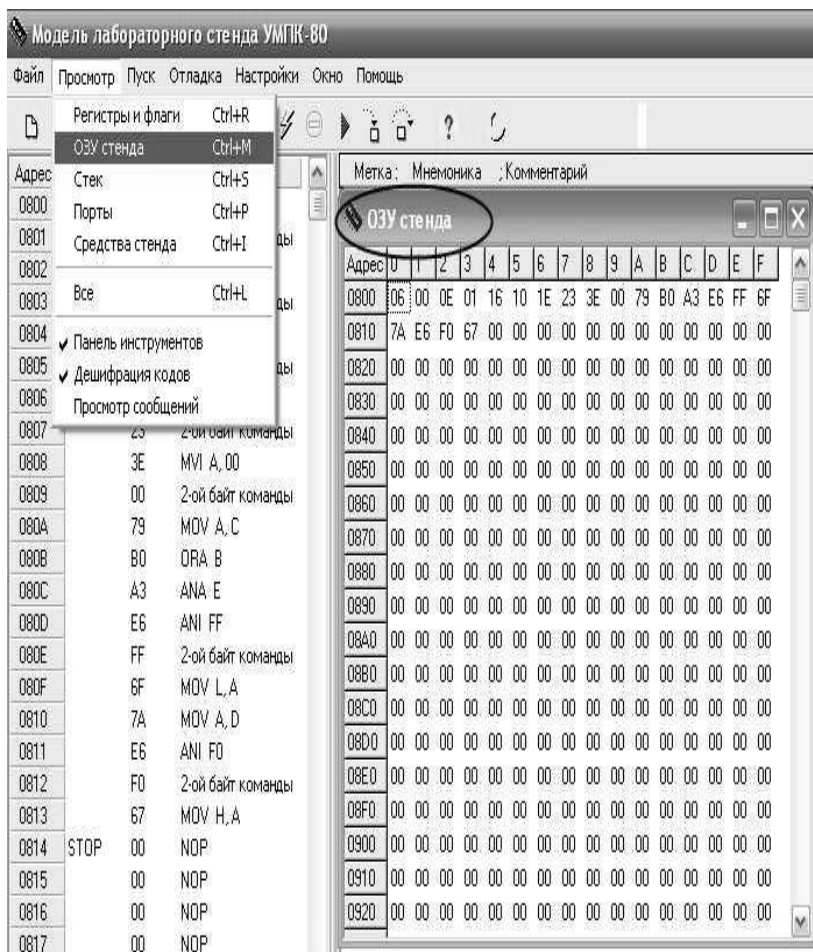 Модель лабораторного стенда УМПК-80
Файл Просмотр Пуск Отладка Настройки Окно Помощь
Регистры и флаги Ctrl+R
ОЗУ стенда Ctrl+M
Стек Ctrl+S
Порты Ctrl+P
Средства стенда Ctrl+I
Все Ctrl+L
Панель инструментов
Дешифрация кодов
Просмотр сообщений
Адрес
0800
0801 ды
0802
0803 ды
0804
0805 ды
0806
0807 23 2-ой байт команды
0808 3E MVI A, 00
0809 00 2-ой байт команды
080A 79 MOV A, C
080B B0 ORA B
080C A3 ANA E
080D E6 ANI FF
080E FF 2-ой байт команды
080F 6F MOV L, A
0810 7A MOV A, D
0811 E6 ANI F0
0812 F0 2-ой байт команды
0813 67 MOV H, A
0814 STOP 00 NOP
0815 00 NOP
0816 00 NOP
0817 00 NOP
Метка: Мнемоника ;Комментарий
ОЗУ стенда
Адрес 0 1 2 3 4 5 6 7 8 9 A B C D E F
0800 06 00 0E 01 16 10 1E 23 3E 00 79 B0 A3 E6 FF 6F
0810 7A E6 F0 67 00 00 00 00 00 00 00 00 00 00 00 00
0820 00 00 00 00 00 00 00 00 00 00 00 00 00 00 00 00
0830 00 00 00 00 00 00 00 00 00 00 00 00 00 00 00 00
0840 00 00 00 00 00 00 00 00 00 00 00 00 00 00 00 00
0850 00 00 00 00 00 00 00 00 00 00 00 00 00 00 00 00
0860 00 00 00 00 00 00 00 00 00 00 00 00 00 00 00 00
0870 00 00 00 00 00 00 00 00 00 00 00 00 00 00 00 00
0880 00 00 00 00 00 00 00 00 00 00 00 00 00 00 00 00
0890 00 00 00 00 00 00 00 00 00 00 00 00 00 00 00 00
08A0 00 00 00 00 00 00 00 00 00 00 00 00 00 00 00 00
08B0 00 00 00 00 00 00 00 00 00 00 00 00 00 00 00 00
08C0 00 00 00 00 00 00 00 00 00 00 00 00 00 00 00 00
08D0 00 00 00 00 00 00 00 00 00 00 00 00 00 00 00 00
08E0 00 00 00 00 00 00 00 00 00 00 00 00 00 00 00 00
08F0 00 00 00 00 00 00 00 00 00 00 00 00 00 00 00 00
0900 00 00 00 00 00 00 00 00 00 00 00 00 00 00 00 00
0910 00 00 00 00 00 00 00 00 00 00 00 00 00 00 00 00
0920 00 00 00 00 00 00 00 00 00 00 00 00 00 00 00 00